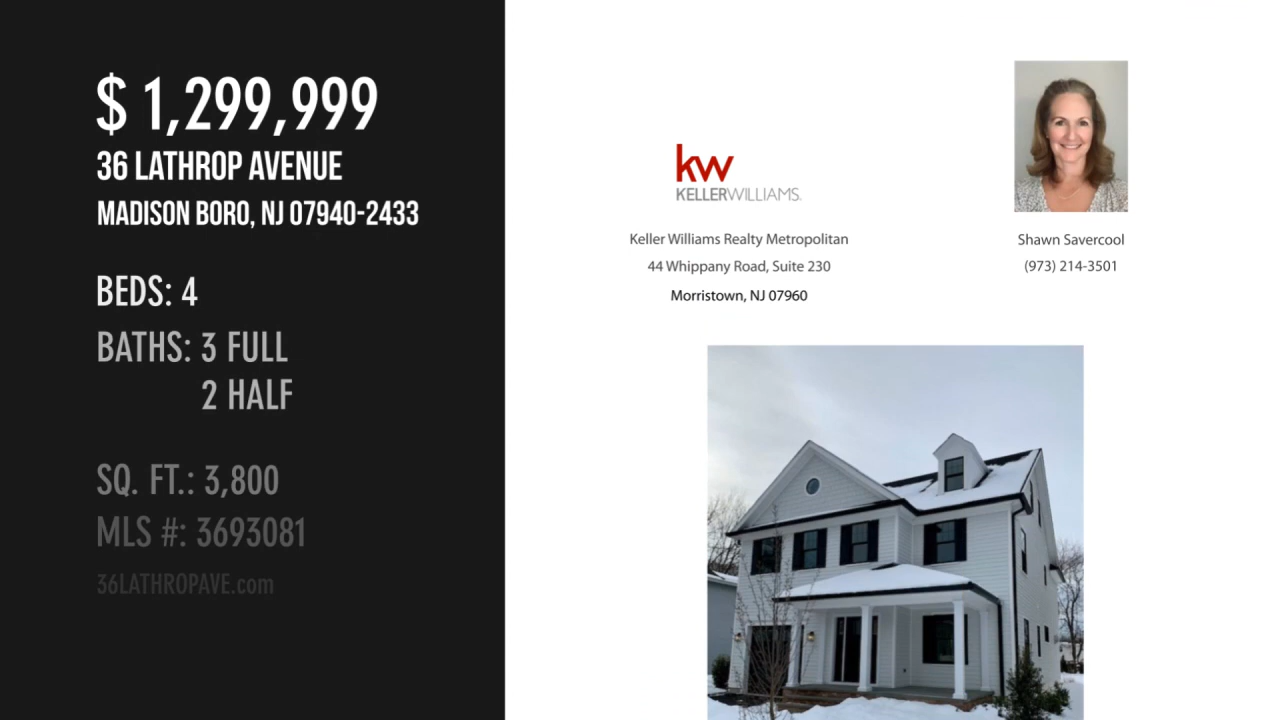 $ 1,299,999
36 LATHROP AVENUE
MADISON BORO, NJ 07940-2433
BEDS: 4
BATHS: 3 FULL
2 HALF
SQ. FT.: 3,800
MLS #: 3693081
36LATHROPAVE.com
kw
KELLERWILLIAMS.
Keller Williams Realty Metropolitan
44 Whippany Road, Suite 230
Morristown, NJ 07960
Shawn Savercool
(973) 214-3501